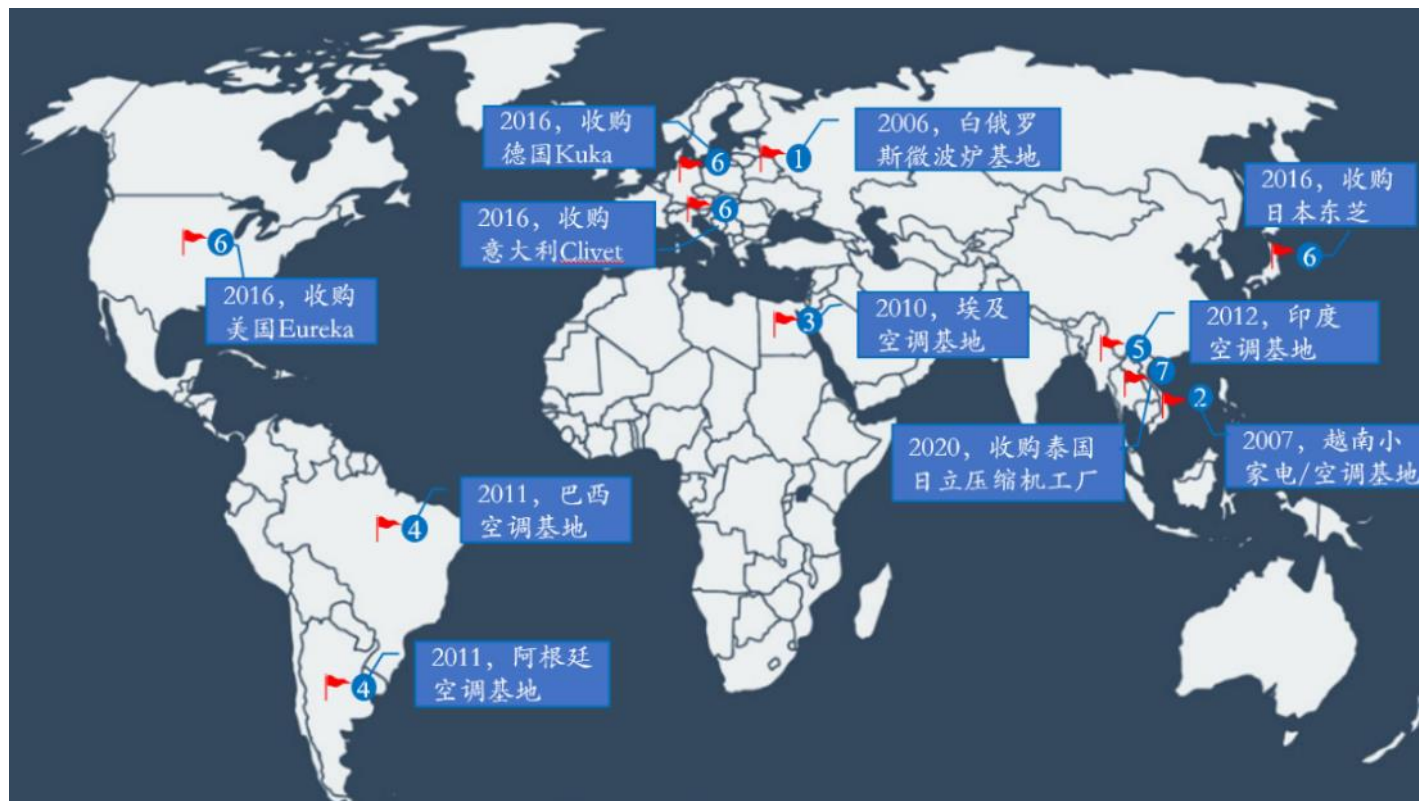 2016，收购
德国Kuka
6
1
2006，白俄罗
斯微波炉基地
2016，收购
日本东芝
6
2016，收购
意大利Clivet
6
6
2016，收购
美国Eureka
3
2010，埃及
空调基地
2012，印度
空调基地
5
7
2
2020，收购泰国
日立压缩机工厂
2007，越南小
家电/空调基地
2011，巴西
空调基地
4
2011，阿根廷
空调基地
4